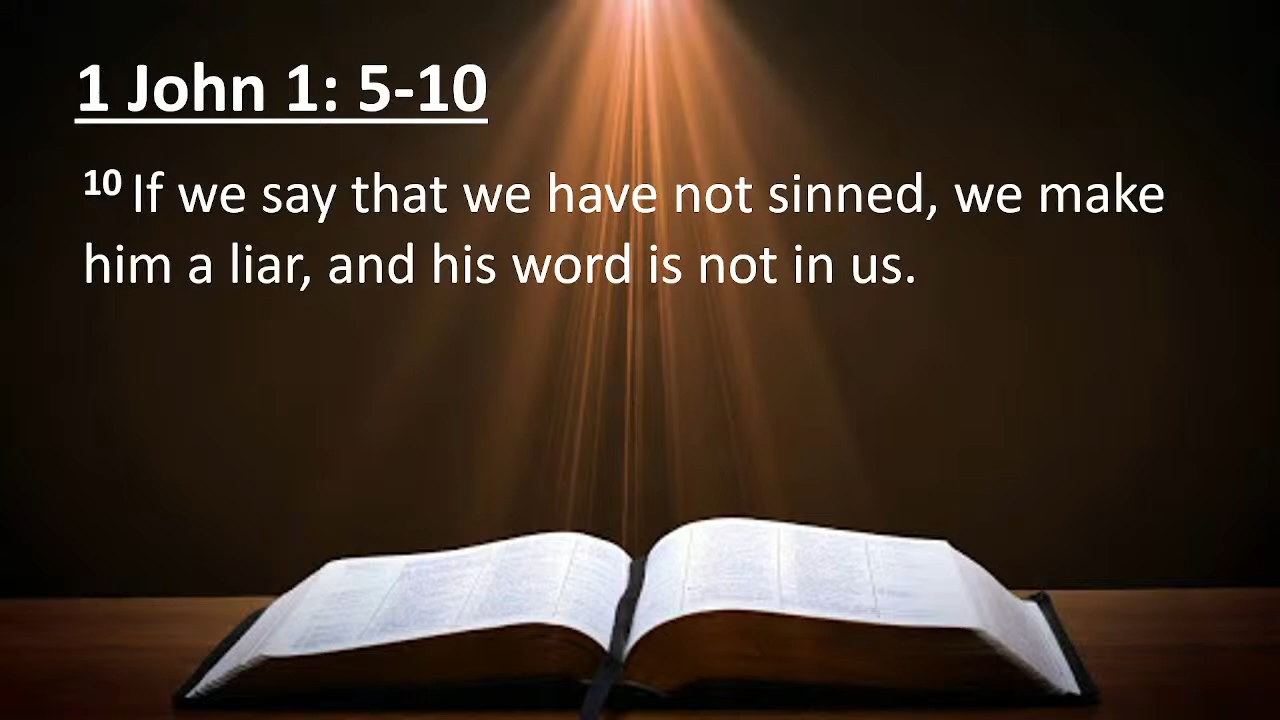 1 John 1: 5-10
10 If we say that we have not sinned, we make
him a liar, and his word is not in us.